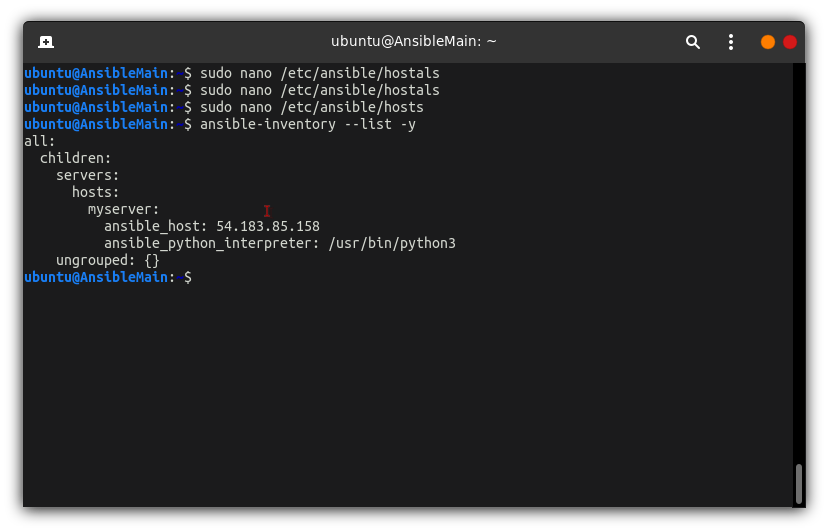 ubuntu@AnsibleMain: ~
ubuntu@AnsibleMain:~$ sudo nano /etc/ansible/hostals
ubuntu@AnsibleMain:~$ sudo nano /etc/ansible/hostals
ubuntu@AnsibleMain:~$ sudo nano /etc/ansible/hosts
ubuntu@AnsibleMain:~$ ansible-inventory --list -y
all:
  children:
    servers:
      hosts:
        myserver:
          ansible_host: 54.183.85.158
          ansible_python_interpreter: /usr/bin/python3
    ungrouped: {}
ubuntu@AnsibleMain:~$